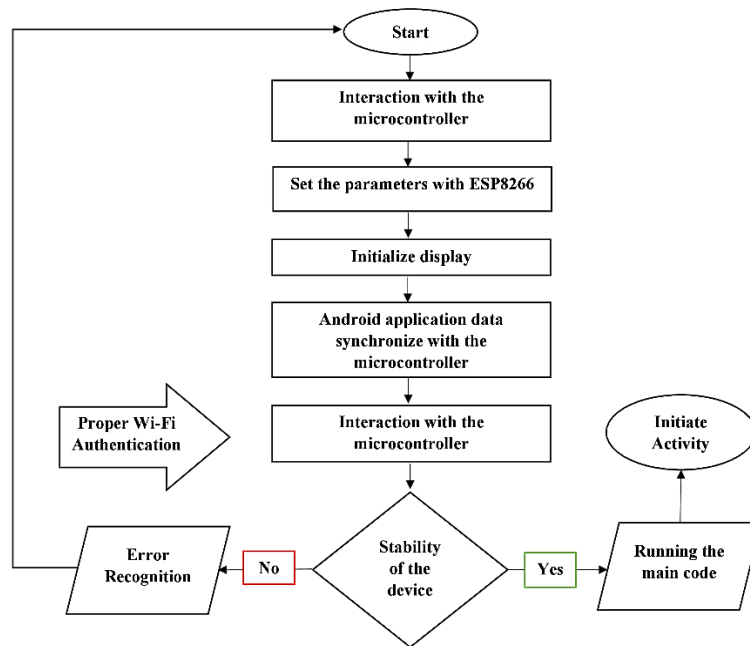 Start
Interaction with the
microcontroller
Set the parameters with ESP8266
Initialize display
Android application data
synchronize with the
microcontroller
Proper Wi-Fi
Authentication
Interaction with the
microcontroller
Initiate
Activity
Stability
of the
device
No
Error
Recognition
Yes
Running the
main code